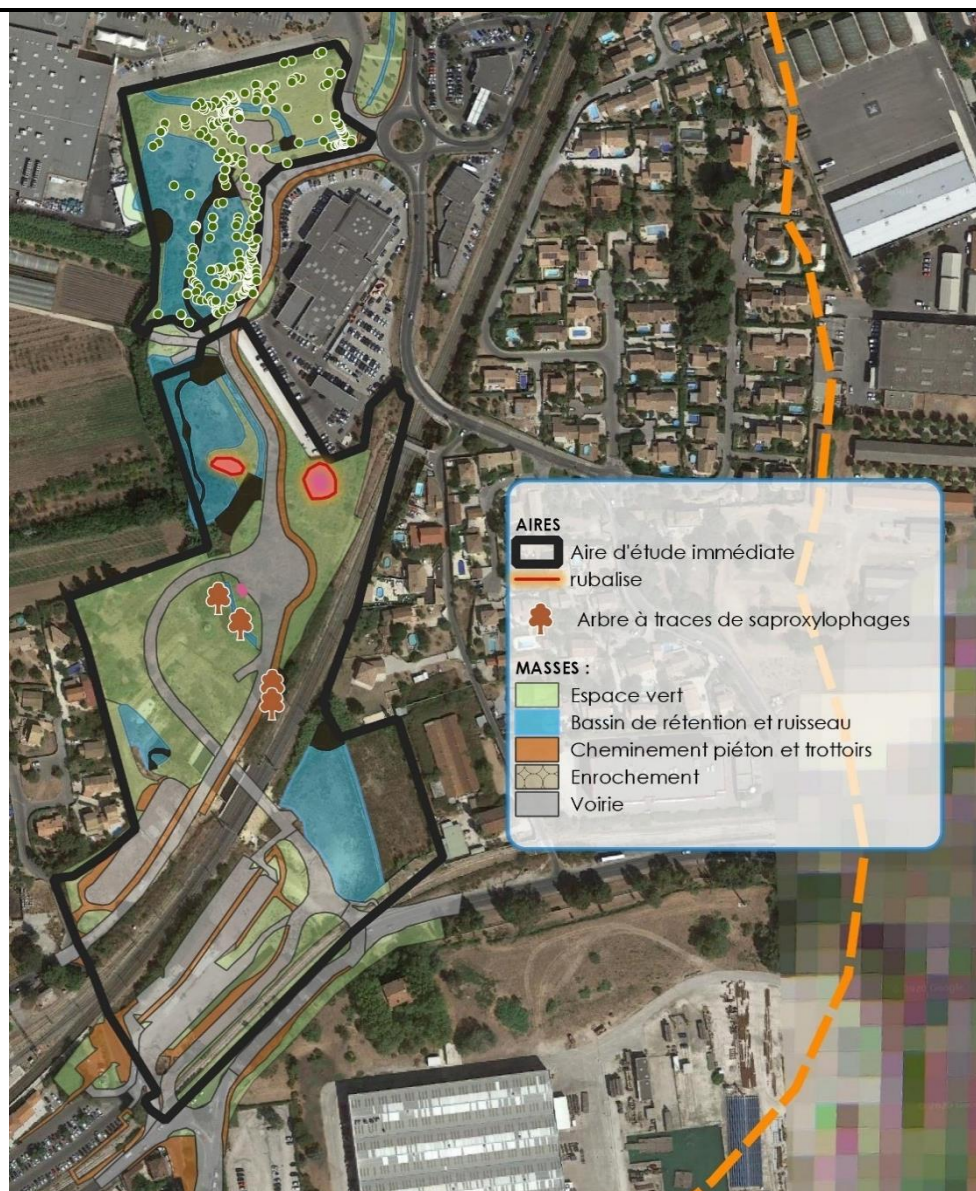 AIRES
Aire d'étude immédiate
rubalise
Arbre à traces de saproxylophages
MASSES :
Espace vert
Bassin de rétention et ruisseau
Cheminement piéton et trottoirs
Enrochement
Voirie